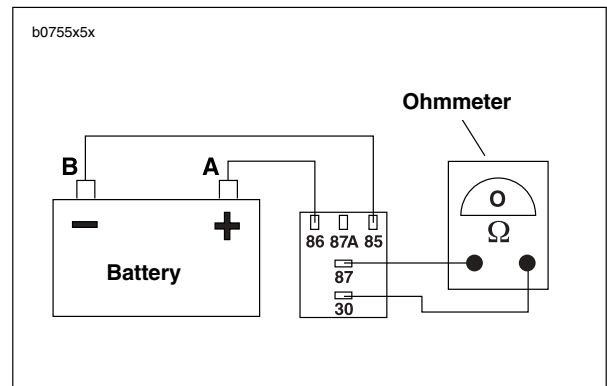 b0755x5x
Ohmmeter
B A
O
Ω
86 87A 85
− +
Battery
87
30